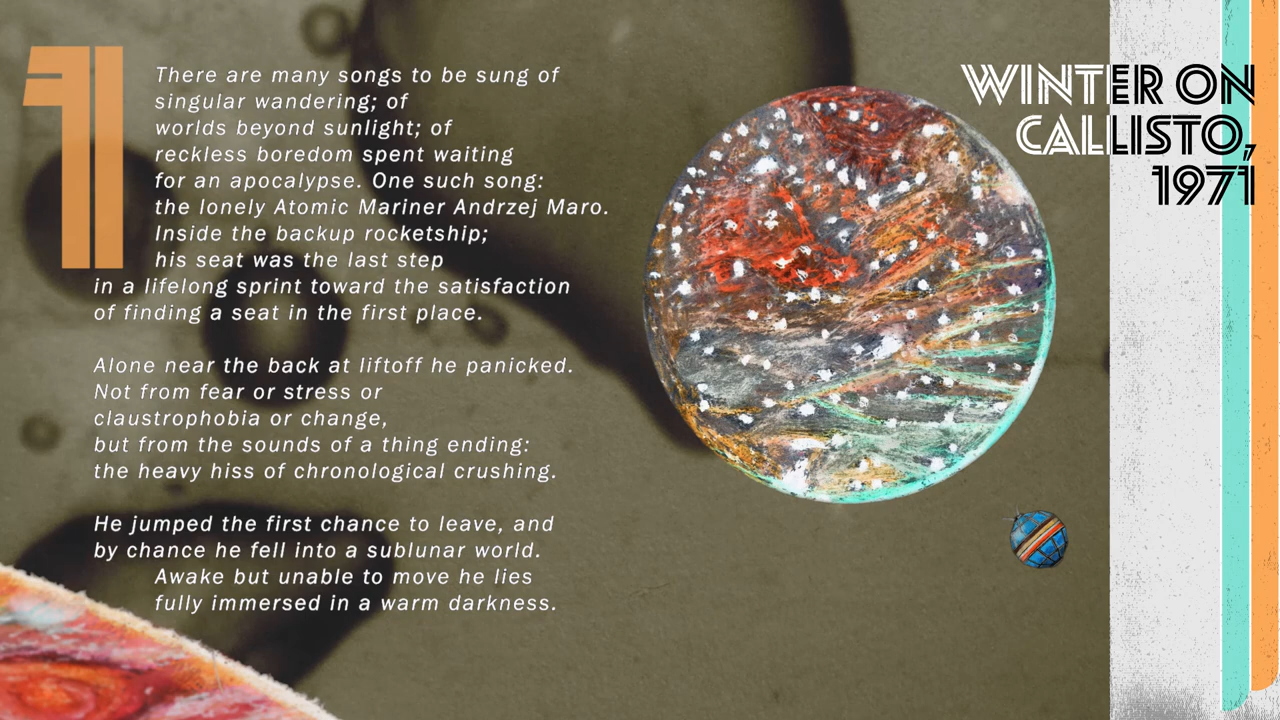 1
There are many songs to be sung of
singular wandering; of
worlds beyond sunlight; of
reckless boredom spent waiting
for an apocalypse. One such song:
the lonely Atomic Mariner Andrzej Maro.
Inside the backup rocketship;
his seat was the last step
in a lifelong sprint toward the satisfaction
of finding a seat in the first place.
Alone near the back at liftoff he panicked.
Not from fear or stress or
claustrophobia or change,
but from the sounds of a thing ending:
the heavy hiss of chronological crushing.
He jumped the first chance to leave, and
by chance he fell into a sublunar world.
Awake but unable to move he lies
fully immersed in a warm darkness.
WINTER ON
CALLISTO,
1971